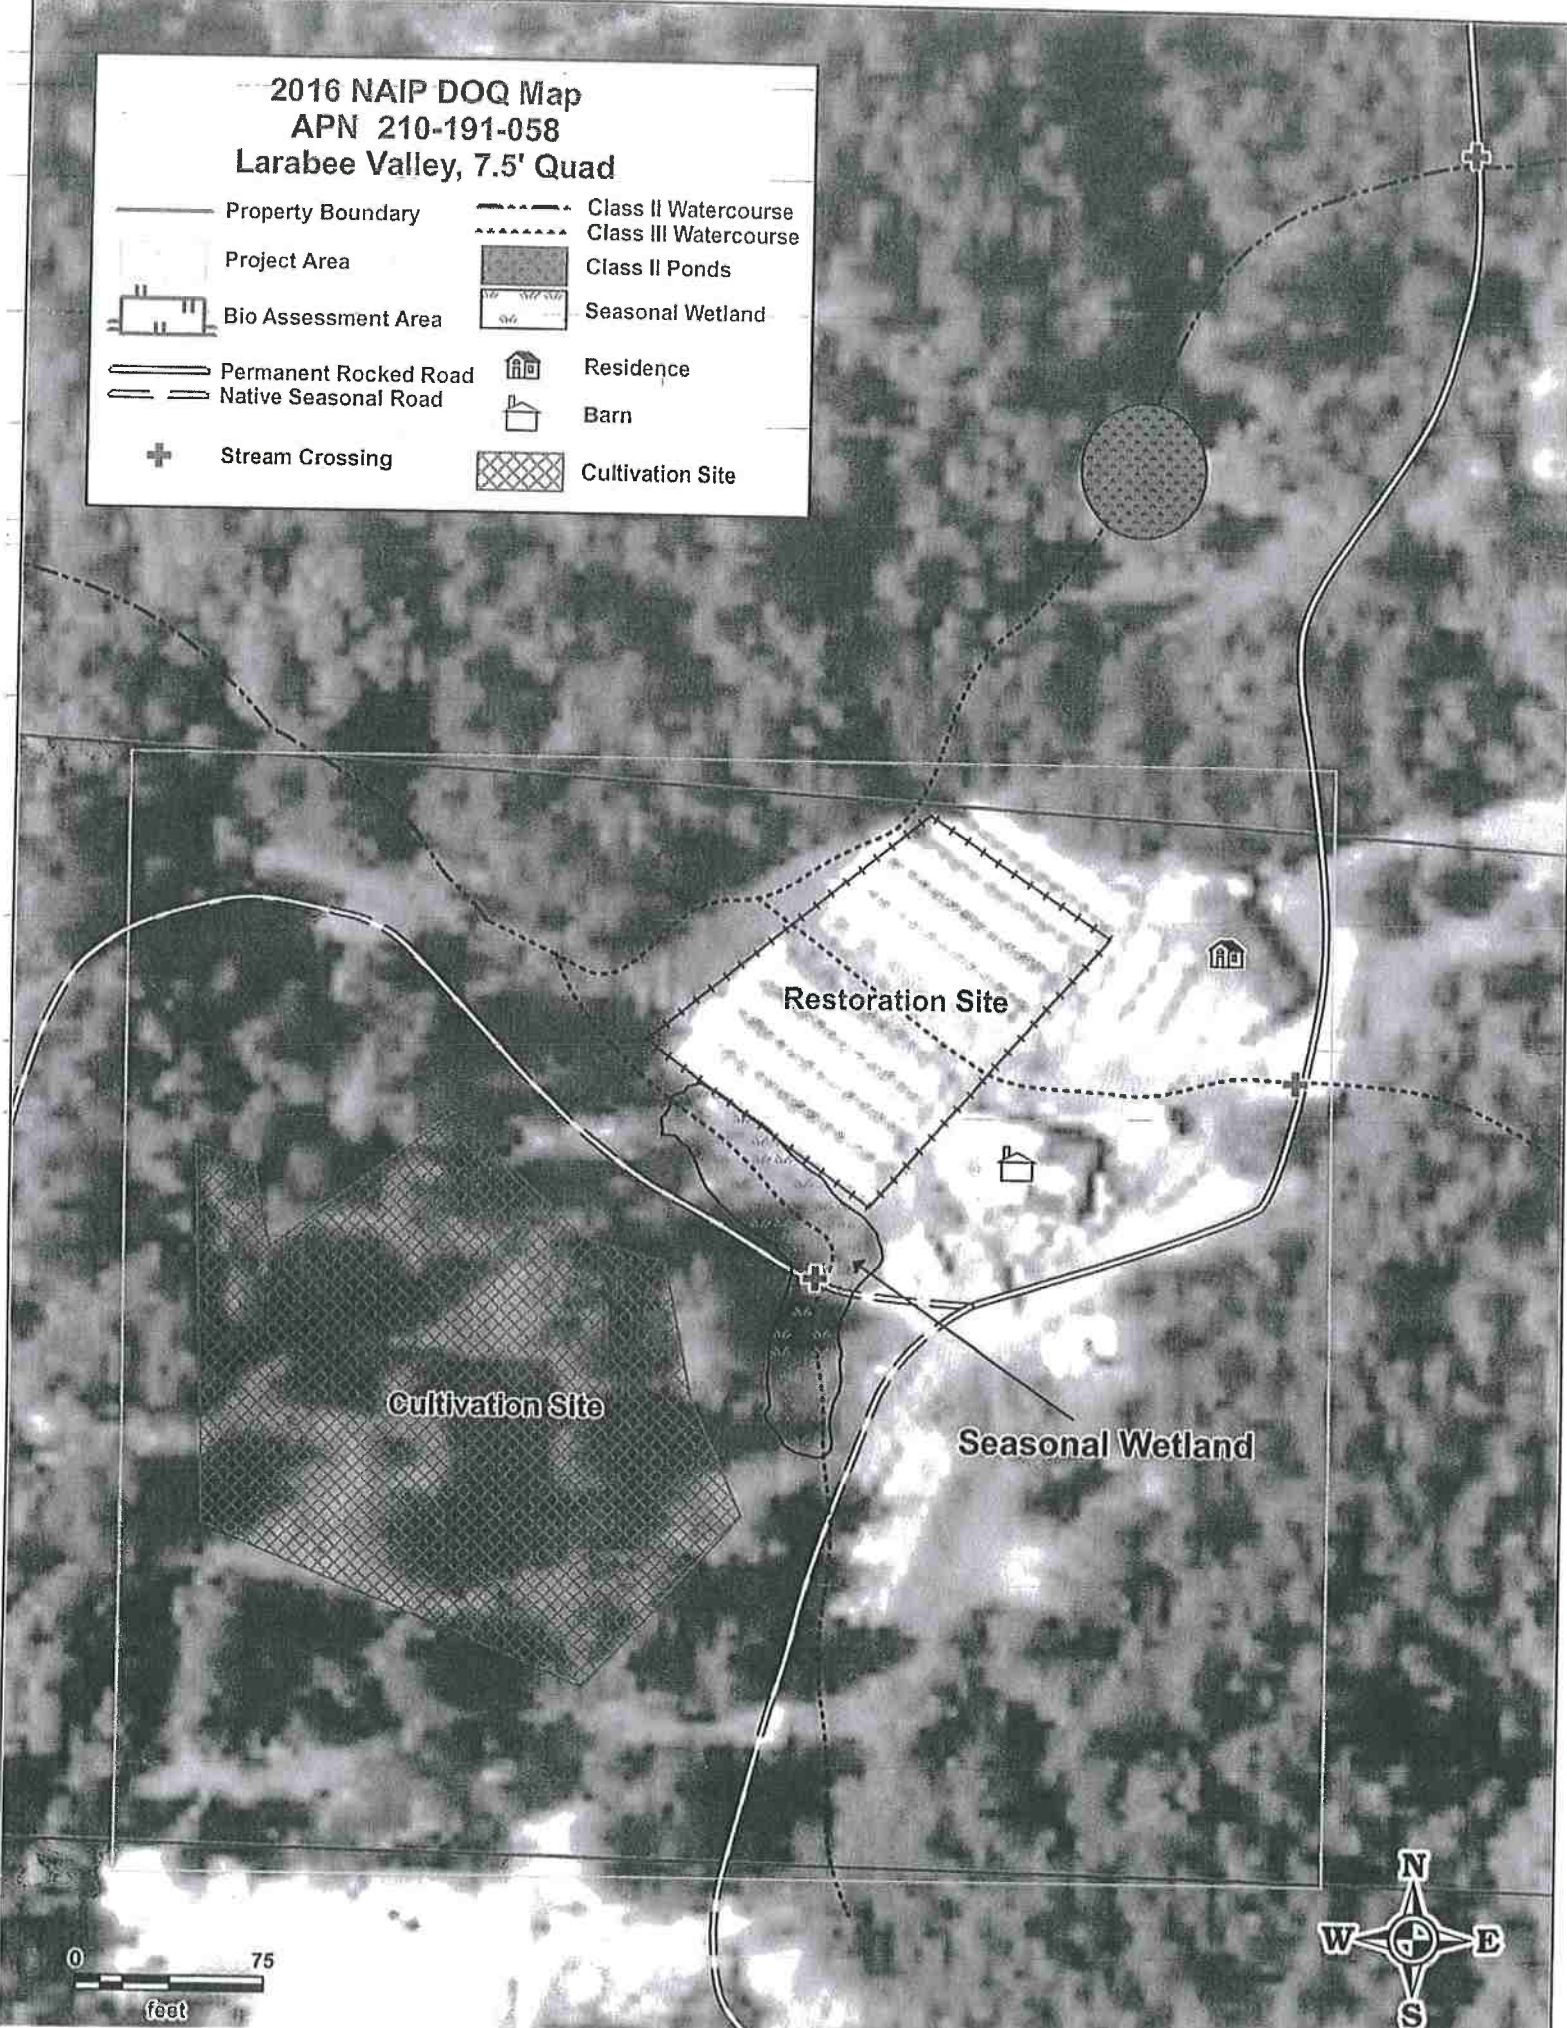 2016 NAIP DOQ Map
APN 210-191-058
Larabee Valley, 7.5' Quad
Property Boundary
Project Area
Bio Assessment Area
Permanent Rocked Road
Native Seasonal Road
Stream Crossing
Class II Watercourse
Class III Watercourse
Class II Ponds
Seasonal Wetland
Residence
Barn
Cultivation Site
Restoration Site
Cultivation Site
Seasonal Wetland
0 75
feet
N
W E
S